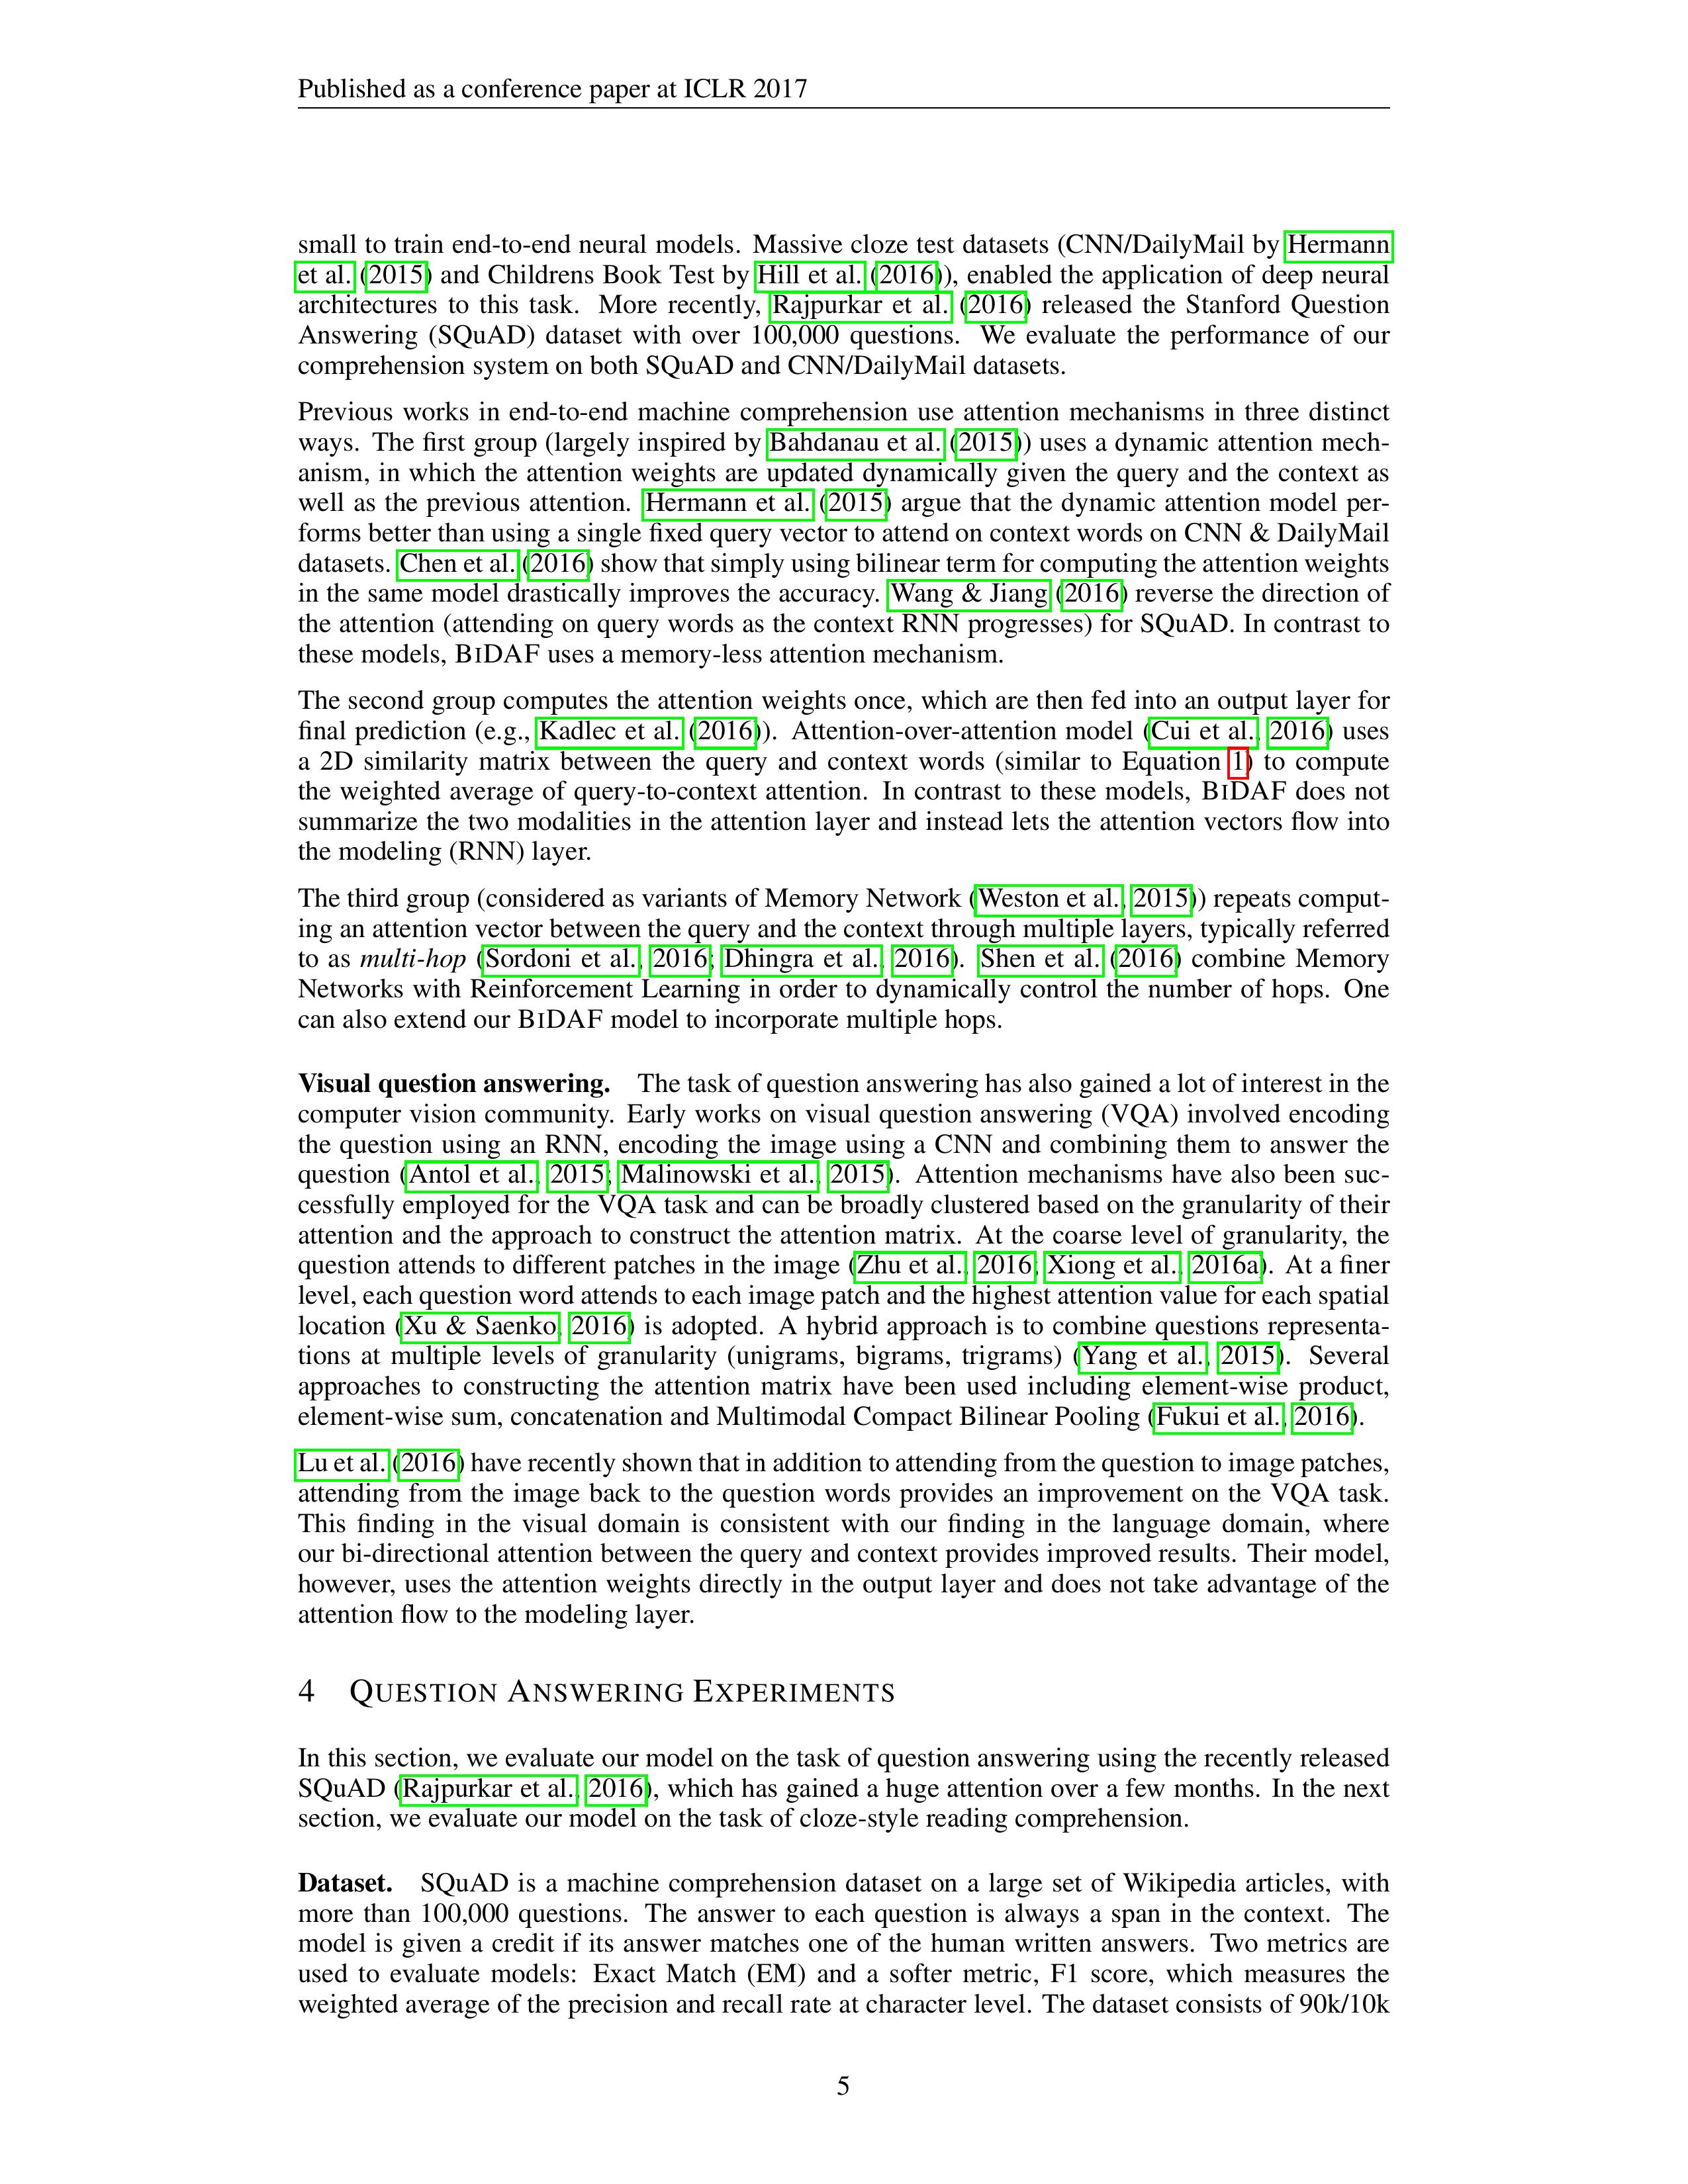 Published as a conference paper at ICLR 2017
small to train end-to-end neural models. Massive cloze test datasets (CNN/DailyMail by Hermann
et al. (2015) and Childrens Book Test by Hill et al. (2016)), enabled the application of deep neural
architectures to this task. More recently, Rajpurkar et al. (2016) released the Stanford Question
Answering (SQuAD) dataset with over 100,000 questions. We evaluate the performance of our
comprehension system on both SQuAD and CNN/DailyMail datasets.
Previous works in end-to-end machine comprehension use attention mechanisms in three distinct
ways. The first group (largely inspired by Bahdanau et al. (2015)) uses a dynamic attention mech-
anism, in which the attention weights are updated dynamically given the query and the context as
well as the previous attention. Hermann et al. (2015) argue that the dynamic attention model per-
forms better than using a single fixed query vector to attend on context words on CNN & DailyMail
datasets. Chen et al. (2016) show that simply using bilinear term for computing the attention weights
in the same model drastically improves the accuracy. Wang & Jiang (2016) reverse the direction of
the attention (attending on query words as the context RNN progresses) for SQuAD. In contrast to
these models, BIDAF uses a memory-less attention mechanism.
The second group computes the attention weights once, which are then fed into an output layer for
final prediction (e.g., Kadlec et al. (2016)). Attention-over-attention model (Cui et al., 2016) uses
a 2D similarity matrix between the query and context words (similar to Equation 1) to compute
the weighted average of query-to-context attention. In contrast to these models, BIDAF does not
summarize the two modalities in the attention layer and instead lets the attention vectors flow into
the modeling (RNN) layer.
The third group (considered as variants of Memory Network (Weston et al., 2015)) repeats comput-
ing an attention vector between the query and the context through multiple layers, typically referred
to as multi-hop (Sordoni et al., 2016; Dhingra et al., 2016). Shen et al. (2016) combine Memory
Networks with Reinforcement Learning in order to dynamically control the number of hops. One
can also extend our BIDAF model to incorporate multiple hops.
Visual question answering. The task of question answering has also gained a lot of interest in the
computer vision community. Early works on visual question answering (VQA) involved encoding
the question using an RNN, encoding the image using a CNN and combining them to answer the
question (Antol et al., 2015; Malinowski et al., 2015). Attention mechanisms have also been suc-
cessfully employed for the VQA task and can be broadly clustered based on the granularity of their
attention and the approach to construct the attention matrix. At the coarse level of granularity, the
question attends to different patches in the image (Zhu et al., 2016; Xiong et al., 2016a). At a finer
level, each question word attends to each image patch and the highest attention value for each spatial
location (Xu & Saenko, 2016) is adopted. A hybrid approach is to combine questions representa-
tions at multiple levels of granularity (unigrams, bigrams, trigrams) (Yang et al., 2015). Several
approaches to constructing the attention matrix have been used including element-wise product,
element-wise sum, concatenation and Multimodal Compact Bilinear Pooling (Fukui et al., 2016).
Lu et al. (2016) have recently shown that in addition to attending from the question to image patches,
attending from the image back to the question words provides an improvement on the VQA task.
This finding in the visual domain is consistent with our finding in the language domain, where
our bi-directional attention between the query and context provides improved results. Their model,
however, uses the attention weights directly in the output layer and does not take advantage of the
attention flow to the modeling layer.
4 QUESTION ANSWERING EXPERIMENTS
In this section, we evaluate our model on the task of question answering using the recently released
SQuAD (Rajpurkar et al., 2016), which has gained a huge attention over a few months. In the next
section, we evaluate our model on the task of cloze-style reading comprehension.
Dataset. SQuAD is a machine comprehension dataset on a large set of Wikipedia articles, with
more than 100,000 questions. The answer to each question is always a span in the context. The
model is given a credit if its answer matches one of the human written answers. Two metrics are
used to evaluate models: Exact Match (EM) and a softer metric, F1 score, which measures the
weighted average of the precision and recall rate at character level. The dataset consists of 90k/10k
5